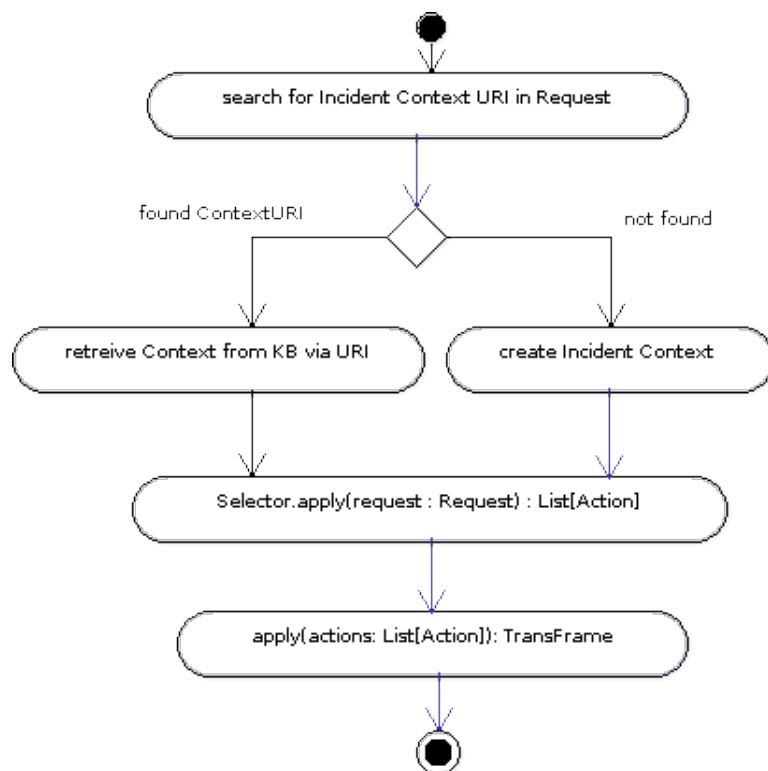 search for Incident Context URI in Request
found ContextURI
not found
retreive Context from KB via URI
create Incident Context
Selector.apply(request : Request) : List[Action]
apply(actions: List[Action]): TransFrame